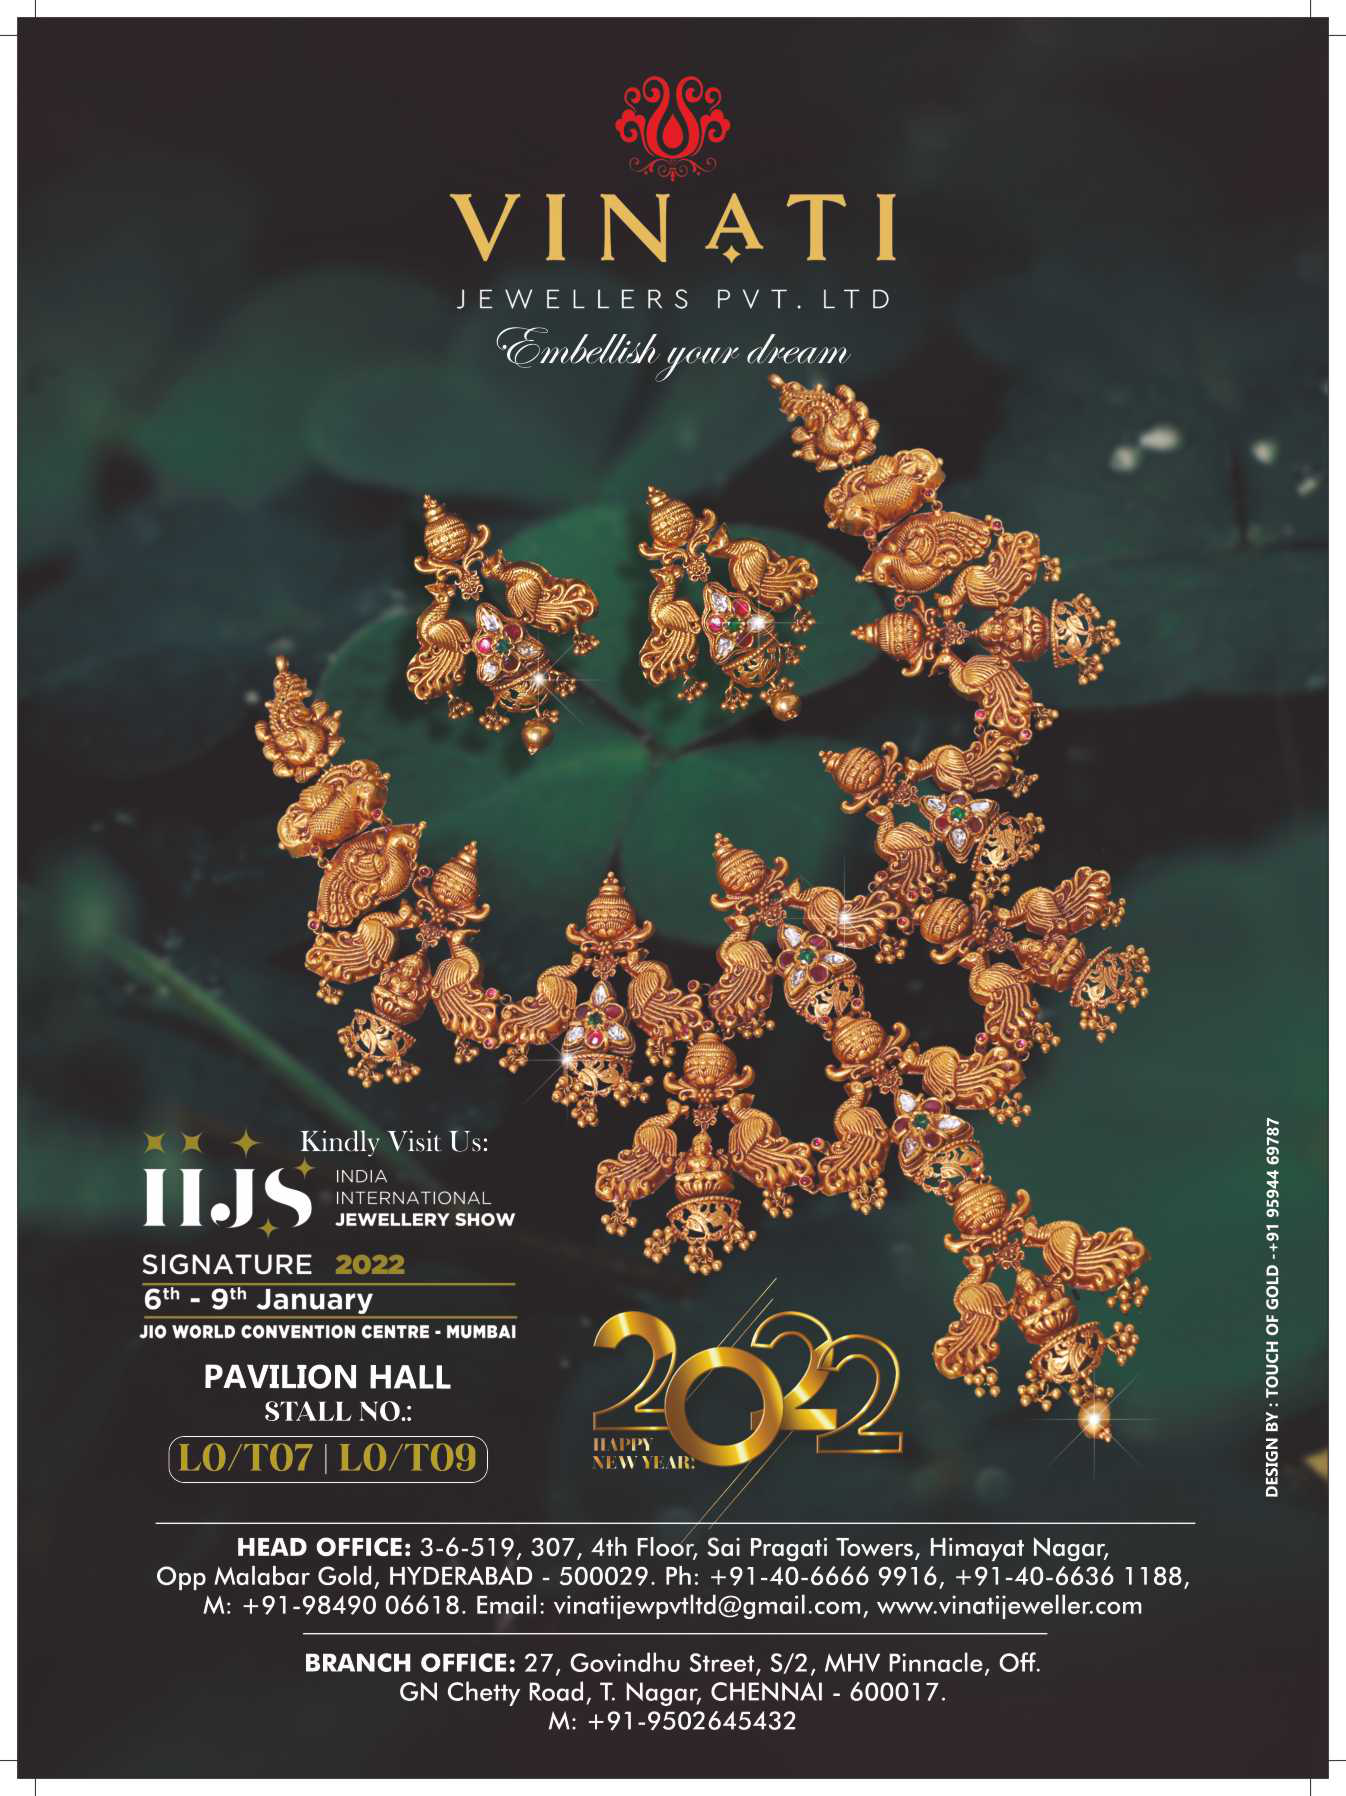 VINATI
JEWELLERS PVT. LTD
Embellish your dream
Kindly Visit Us:
IIJS
INDIA
INTERNATIONAL
JEWELLERY SHOW
SIGNATURE 2022
6th - 9th January
JIO WORLD CONVENTION CENTRE - MUMBAI
PAVILION HALL
STALL NO.:
LO/TO7 | LO/TO9
2022
HAPPY
NEW YEAR!
DESIGN BY : TOUCH OF GOLD -+91 95944 69787
HEAD OFFICE: 3-6-519, 307, 4th Floor, Sai Pragati Towers, Himayat Nagar,
Opp Malabar Gold, HYDERABAD - 500029. Ph: +91-40-6666 9916, +91-40-6636 1188,
M: +91-98490 06618. Email: vinatijewpvtltd@gmail.com, www.vinatijeweller.com
BRANCH OFFICE: 27, Govindhu Street, S/2, MHV Pinnacle, Off.
GN Chetty Road, T. Nagar, CHENNAI - 600017.
M: +91-9502645432